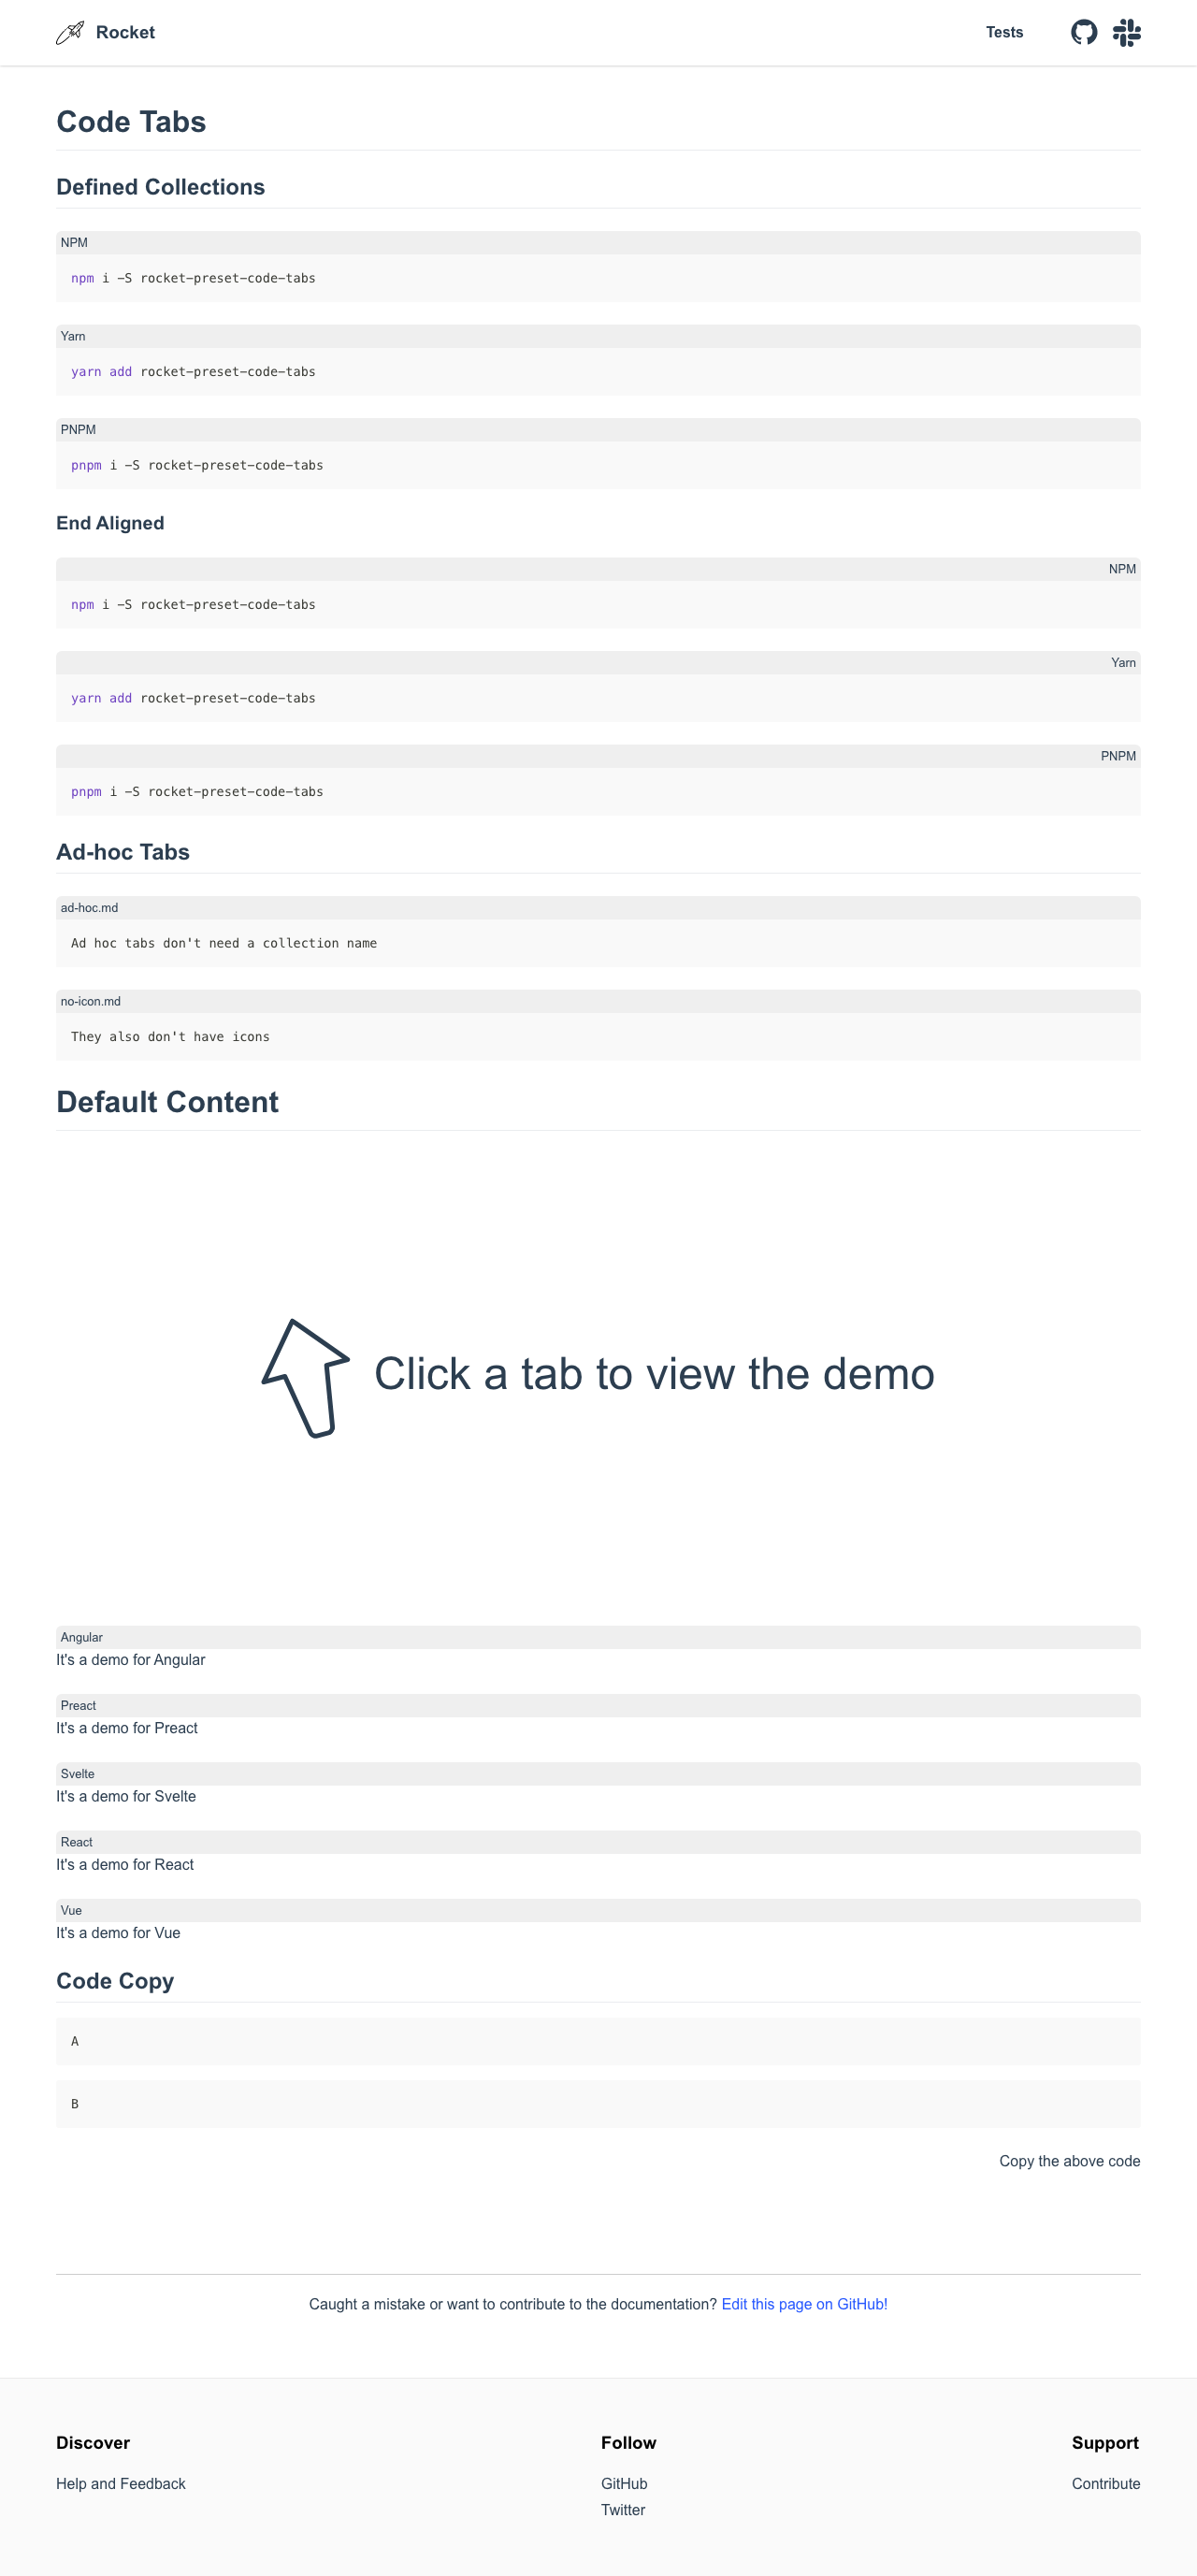 Rocket
Tests
Code Tabs
Defined Collections
NPM
npm i -S rocket-preset-code-tabs
Yarn
yarn add rocket-preset-code-tabs
PNPM
pnpm i -S rocket-preset-code-tabs
End Aligned
NPM
npm i -S rocket-preset-code-tabs
Yarn
yarn add rocket-preset-code-tabs
PNPM
pnpm i -S rocket-preset-code-tabs
Ad-hoc Tabs
ad-hoc.md
Ad hoc tabs don't need a collection name
no-icon.md
They also don't have icons
Default Content
Click a tab to view the demo
Angular
It's a demo for Angular
Preact
It's a demo for Preact
Svelte
It's a demo for Svelte
React
It's a demo for React
Vue
It's a demo for Vue
Code Copy
A
B
Copy the above code
Caught a mistake or want to contribute to the documentation? Edit this page on GitHub!
Discover
Help and Feedback
Follow
GitHub
Twitter
Support
Contribute